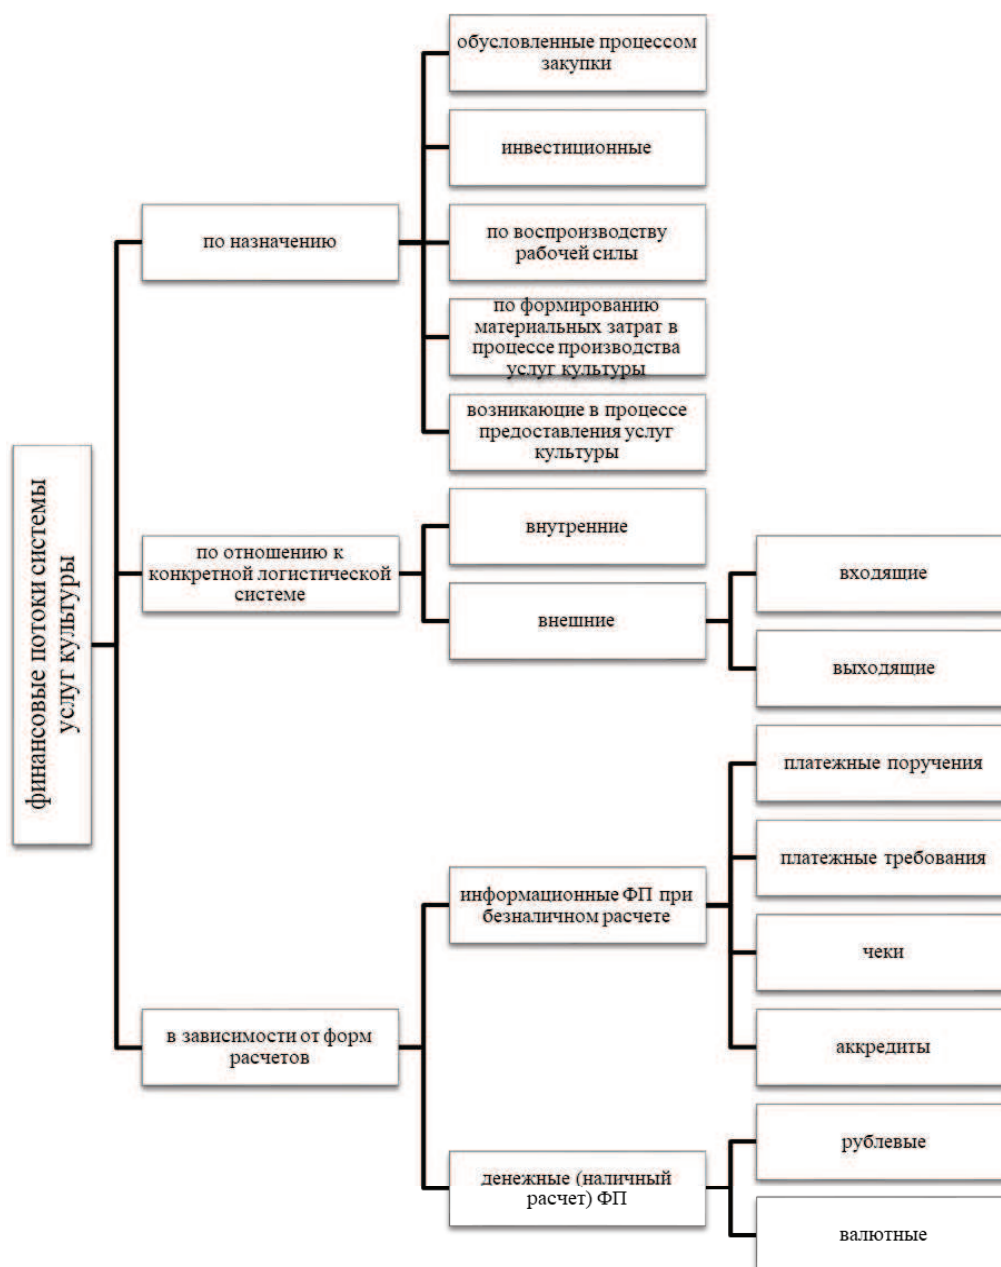 финансовые потоки системы
услуг культуры
по назначению
обусловленные процессом
закупки
инвестиционные
по воспроизводству
рабочей силы
по формированию
материальных затрат в
процессе производства
услуг культуры
возникающие в процессе
предоставления услуг
культуры
по отношению к
конкретной логистической
системе
внутренние
внешние
входящие
выходящие
в зависимости от форм
расчетов
информационные ФП при
безналичном расчете
платежные поручения
платежные требования
чеки
аккредиты
денежные (наличный
расчет) ФП
рублевые
валютные